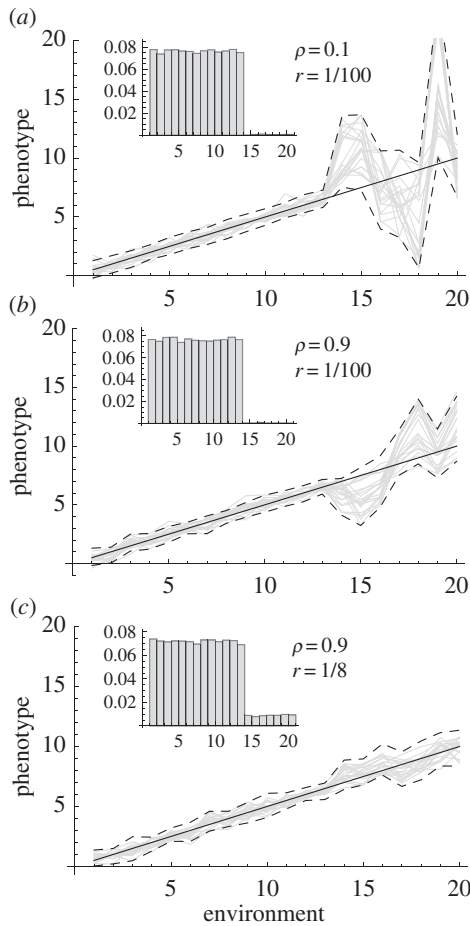 (a)
20
15
10
5
phenotype
0.08
0.06
0.04
0.02
5 10 15 20
ρ = 0.1
r = 1/100
5 10 15 20
(b)
20
15
10
5
phenotype
0.08
0.06
0.04
0.02
5 10 15 20
ρ = 0.9
r = 1/100
5 10 15 20
(c)
20
15
10
5
phenotype
0.08
0.06
0.04
0.02
5 10 15 20
ρ = 0.9
r = 1/8
5 10 15 20
environment